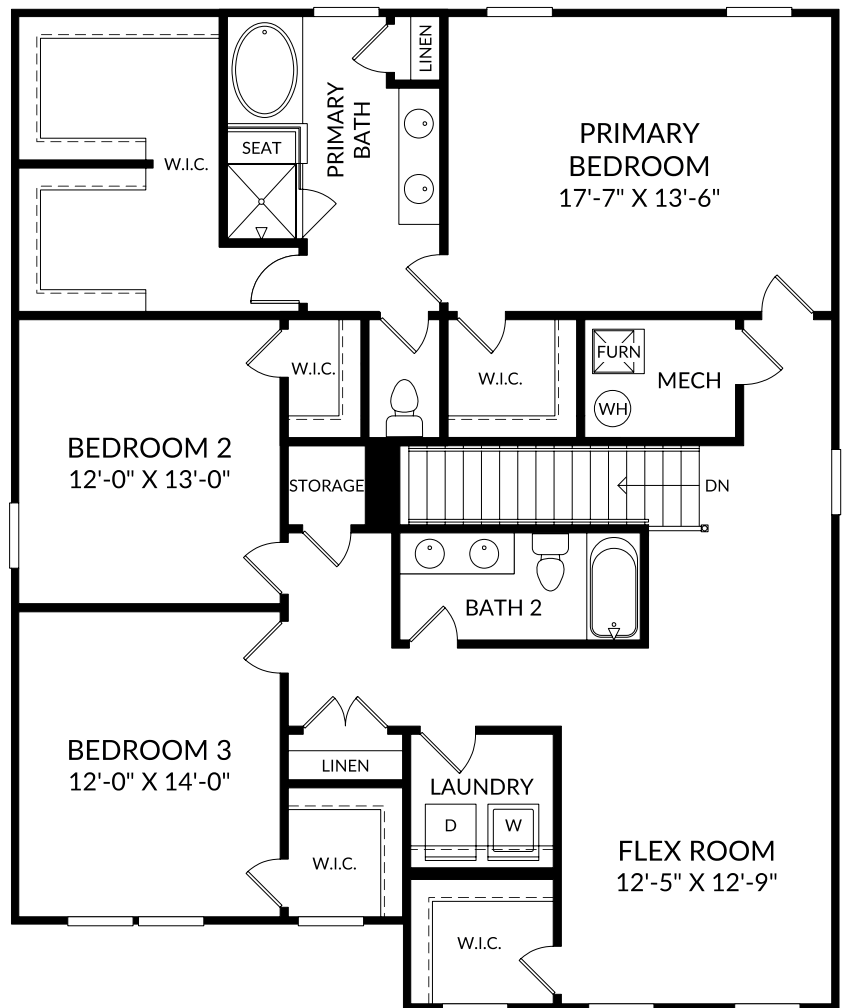 LINEN
PRIMARY
BATH
PRIMARY
BEDROOM
17'-7" X 13'-6"
SEAT
W.I.C.
FURN
W.I.C.
W.I.C.
MECH
WH
BEDROOM 2
12'-0" X 13'-0"
STORAGE
DN
BATH 2
BEDROOM 3
12'-0" X 14'-0"
LINEN
LAUNDRY
D
W
FLEX ROOM
12'-5" X 12'-9"
W.I.C.
W.I.C.